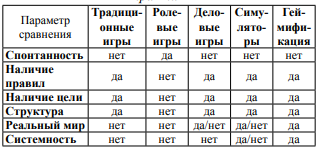 Параметр сравнения | Традици-онные игры | Роле-вые игры | Дело-вые игры | Симу-лято-ры | Гей-мифи-кация
Спонтанность | нет | да | нет | нет | нет
Наличие правил | да | нет | да | да | да
Наличие цели | да | нет | да | да | да
Структура | да | нет | да | да | да
Реальный мир | нет | нет | да/нет | да/нет | да
Системность | нет | нет | нет | да/нет | да